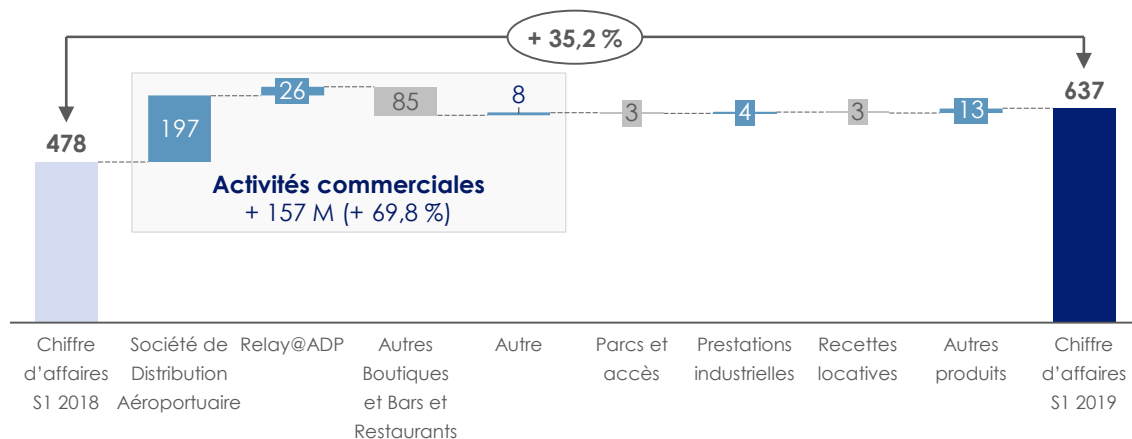 + 35,2 %
478
197
26
85
8
3
4
3
13
637
Activités commerciales
+ 157 M (+ 69,8 %)
Chiffre
d’affaires
S1 2018
Société de
Distribution
Aéroportuaire
Relay@ADP
Autres
Boutiques
et Bars et
Restaurants
Autre
Parcs et
accès
Prestations
industrielles
Recettes
locatives
Autres
produits
Chiffre
d’affaires
S1 2019